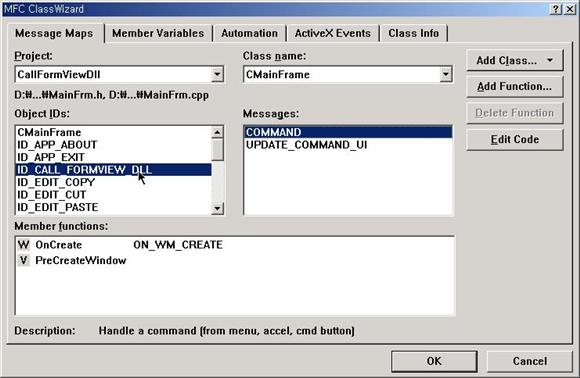 MFC ClassWizard
Message Maps
Member Variables
Automation
ActiveX Events
Class Info
Project:
Class name:
Add Class...
CallFormViewDll
CMainFrame
Add Function...
D:₩...₩MainFrm.h, D:₩...₩MainFrm.cpp
Object IDs:
Messages:
Delete Function
CMainFrame
ID_APP_ABOUT
ID_APP_EXIT
ID_CALL_FORMVIEW_DLL
ID_EDIT_COPY
ID_EDIT_CUT
ID_EDIT_PASTE
COMMAND
UPDATE_COMMAND_UI
Edit Code
Member functions:
W OnCreate ON_WM_CREATE
V PreCreateWindow
Description: Handle a command (from menu, accel, cmd button)
OK
Cancel